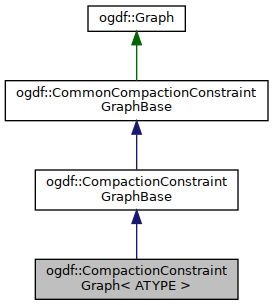 ogdf::Graph
ogdf::CommonCompactionConstraint
GraphBase
ogdf::CompactionConstraint
GraphBase
ogdf::CompactionConstraint
Graph< ATYPE >